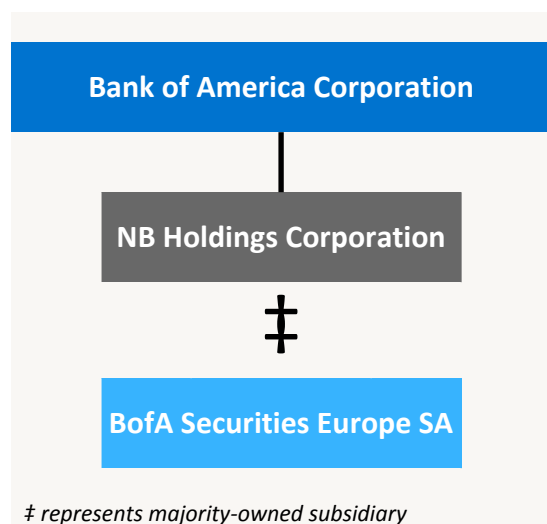 Bank of America Corporation
NB Holdings Corporation
‡
BofA Securities Europe SA
‡ represents majority-owned subsidiary